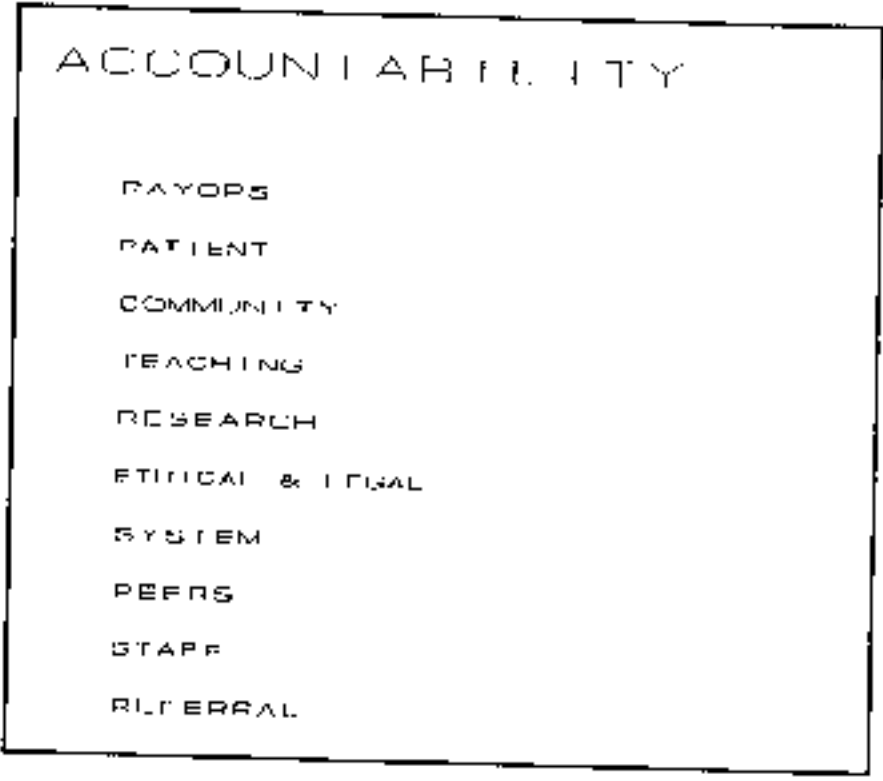 ACCOUNTABILITY
PAYORS
PATIENT
COMMUNITY
TEACHING
RESEARCH
ETHICAL & LEGAL
SYSTEM
PEERS
STAFF
REFERRAL